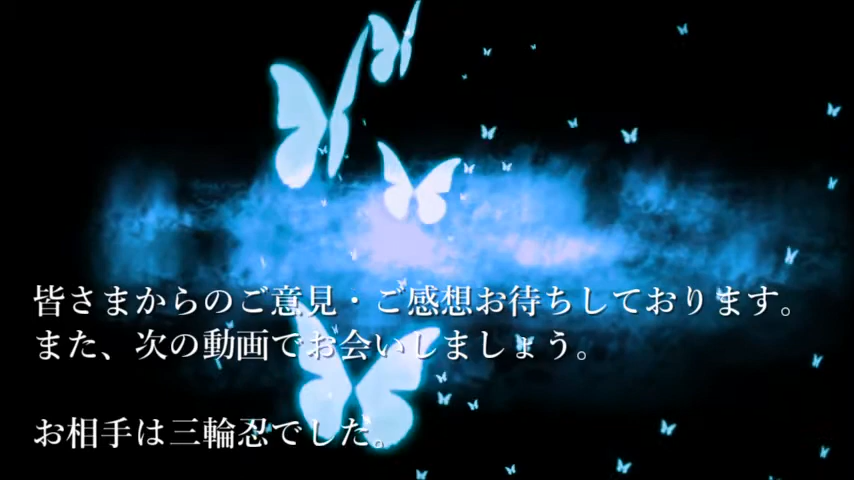 皆さまからのご意見・ご感想お待ちしております。
また、次の動画でお会いしましょう。
お相手は三輪忍でした。